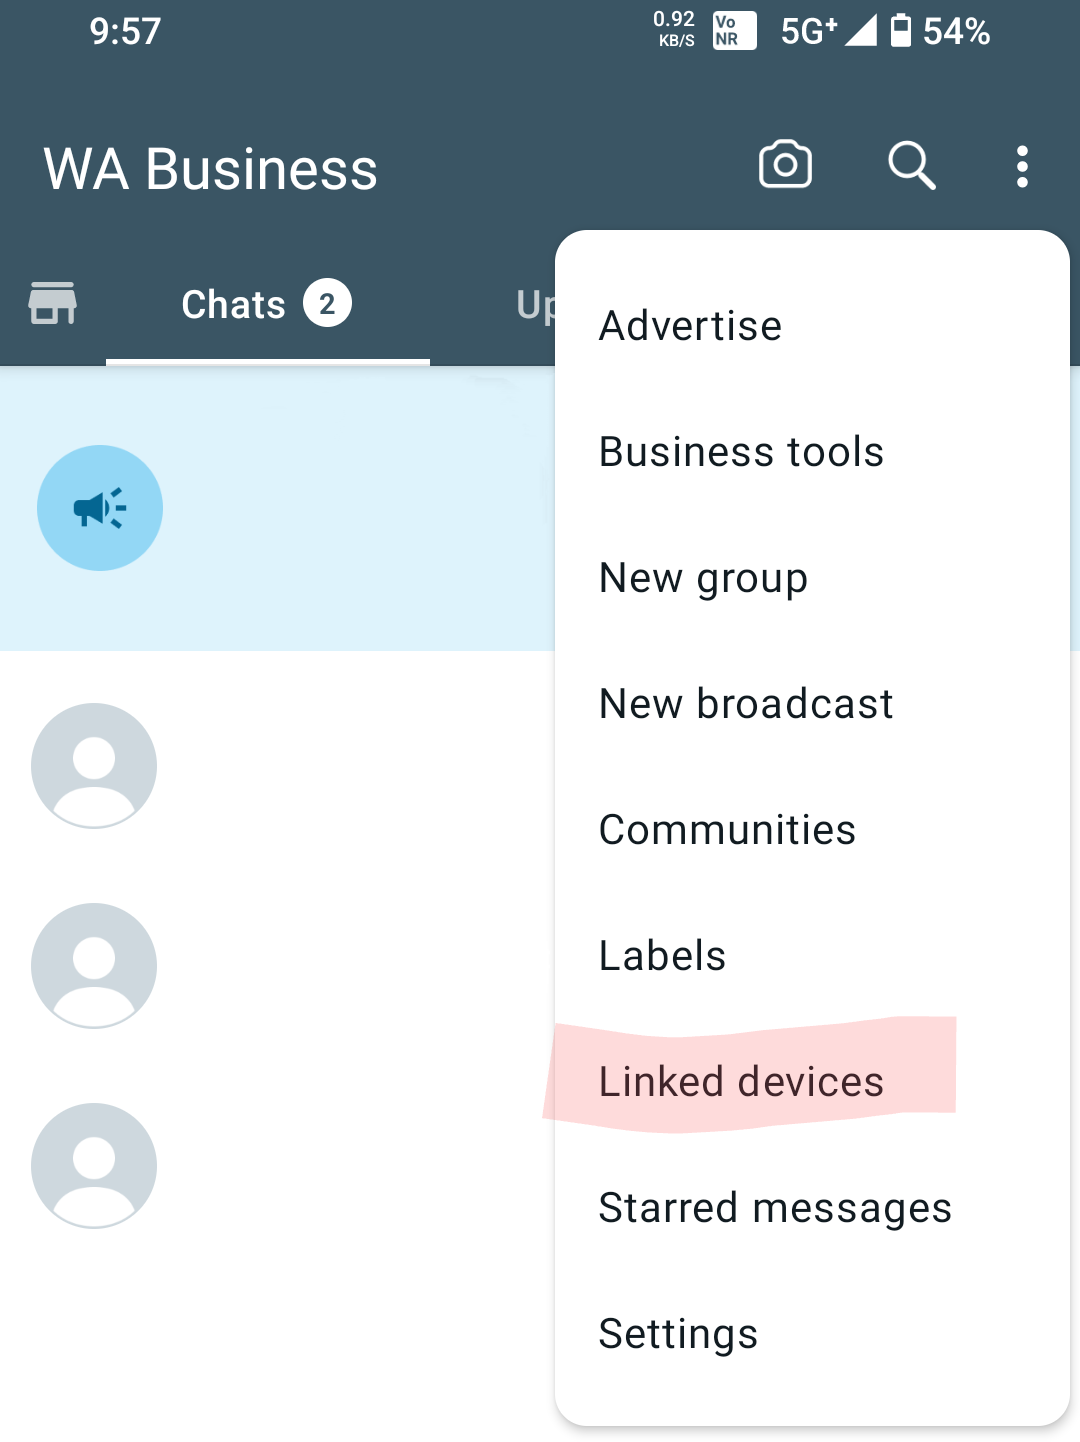 9:57
0.92
KB/S
Vo
NR
5G+
54%
WA Business
Chats 2
Up
Advertise
Business tools
New group
New broadcast
Communities
Labels
Linked devices
Starred messages
Settings